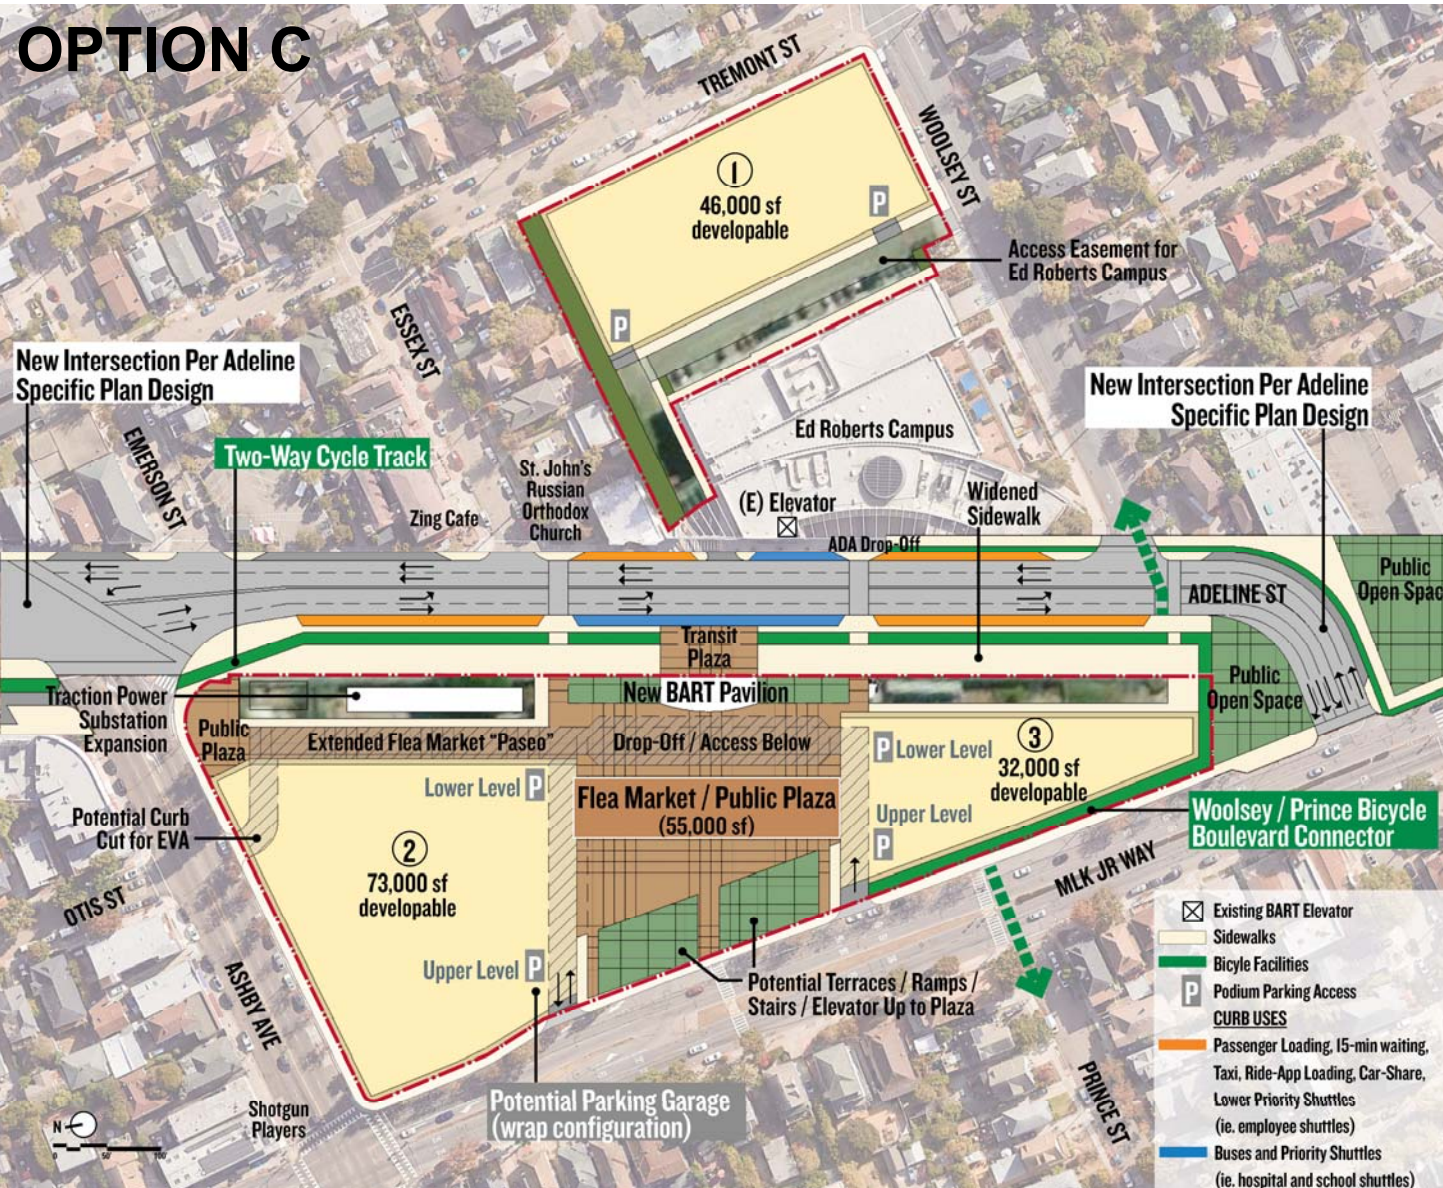 OPTION C
TREMONT ST
WOOLSEY ST
1
46,000 sf
developable
P
P
Access Easement for
Ed Roberts Campus
ESSEX ST
New Intersection Per Adeline
Specific Plan Design
New Intersection Per Adeline
Specific Plan Design
EMERSON ST
Two-Way Cycle Track
Ed Roberts Campus
St. John's
Russian
Orthodox
Church
Zing Cafe
(E) Elevator
Widened
Sidewalk
ADA Drop-Off
Public
Open Spac
ADELINE ST
Transit
Plaza
Public
Open Space
Traction Power
Substation
Expansion
New BART Pavilion
Public
Plaza
Extended Flea Market "Paseo"
Drop-Off / Access Below
P Lower Level
3
32,000 sf
developable
Lower Level P
Flea Market / Public Plaza
(55,000 sf)
Upper Level
P
Woolsey / Prince Bicycle
Boulevard Connector
Potential Curb
Cut for EVA
2
73,000 sf
developable
MLK JR WAY
OTIS ST
Upper Level P
ASHBY AVE
Potential Terraces / Ramps /
Stairs / Elevator Up to Plaza
PRINCE ST
Potential Parking Garage
(wrap configuration)
Shotgun
Players
N
0 50' 100'
Existing BART Elevator
Sidewalks
Bicyle Facilities
P Podium Parking Access
CURB USES
Passenger Loading, 15-min waiting,
Taxi, Ride-App Loading, Car-Share,
Lower Priority Shuttles
(ie. employee shuttles)
Buses and Priority Shuttles
(ie. hospital and school shuttles)